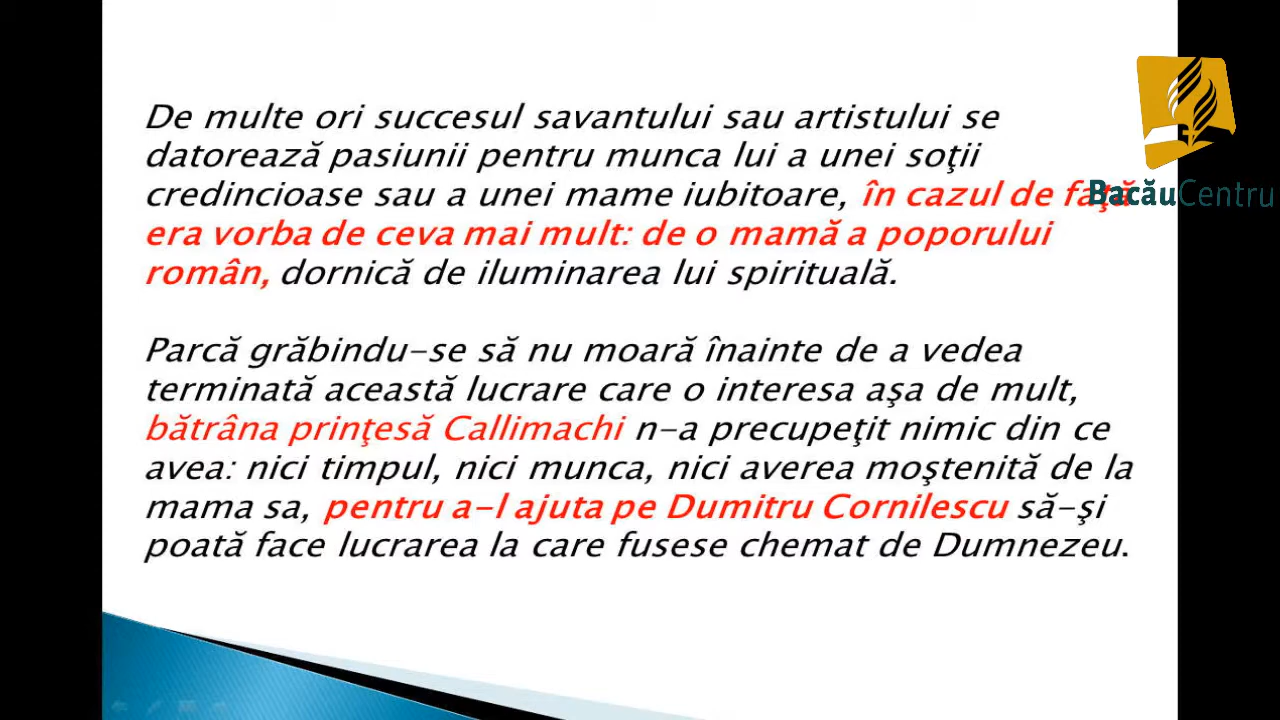 De multe ori succesul savantului sau artistului se
datorează pasiunii pentru munca lui a unei soţii
credincioase sau a unei mame iubitoare, în cazul de faţă
era vorba de ceva mai mult: de o mamă a poporului
român, dornică de iluminarea lui spirituală.
Parcă grăbindu-se să nu moară înainte de a vedea
terminată această lucrare care o interesa aşa de mult,
bătrâna prinţesă Callimachi n-a precupeţit nimic din ce
avea: nici timpul, nici munca, nici averea moştenită de la
mama sa, pentru a-l ajuta pe Dumitru Cornilescu să-şi
poată face lucrarea la care fusese chemat de Dumnezeu.
BacăuCentru